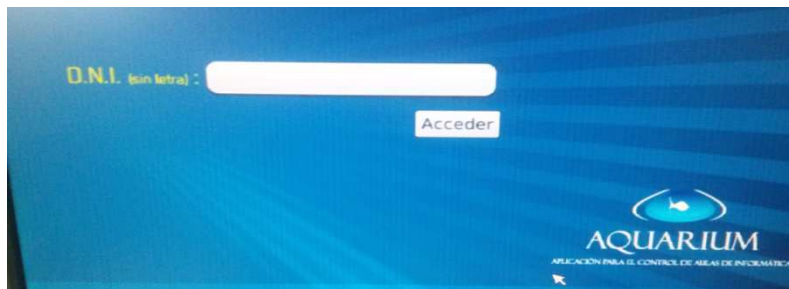 D.N.I. (sin letra) :
Acceder
AQUARIUM
APLICACIÓN PARA EL CONTROL DE AULAS DE INFORMÁTICA